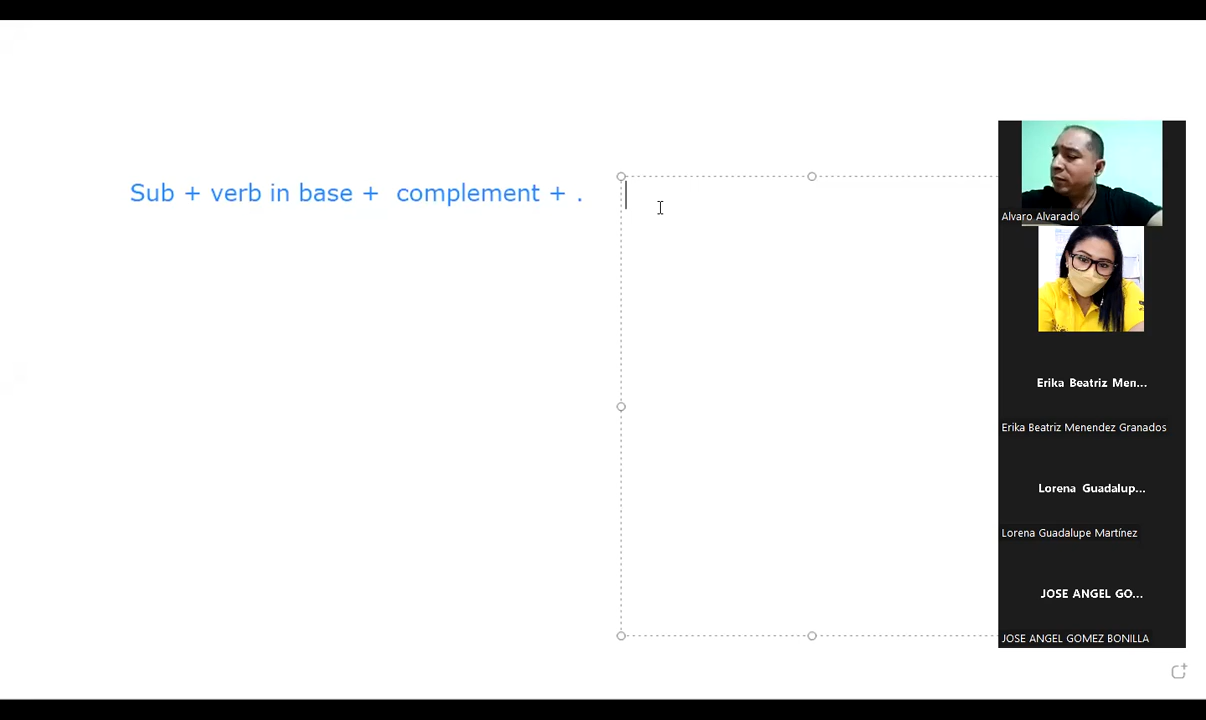 Sub + verb in base +  complement + .
Alvaro Alvarado
Erika Beatriz Men...
Erika Beatriz Menendez Granados
Lorena Guadalup...
Lorena Guadalupe Martínez
JOSE ANGEL GO...
JOSE ANGEL GOMEZ BONILLA